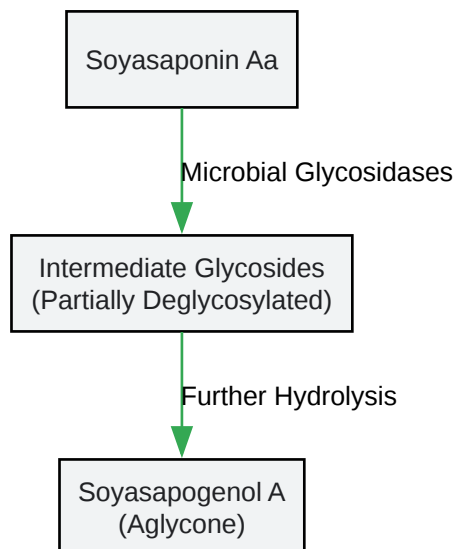 Soyasaponin Aa
Microbial Glycosidases
Intermediate Glycosides
(Partially Deglycosylated)
Further Hydrolysis
Soyasapogenol A
(Aglycone)